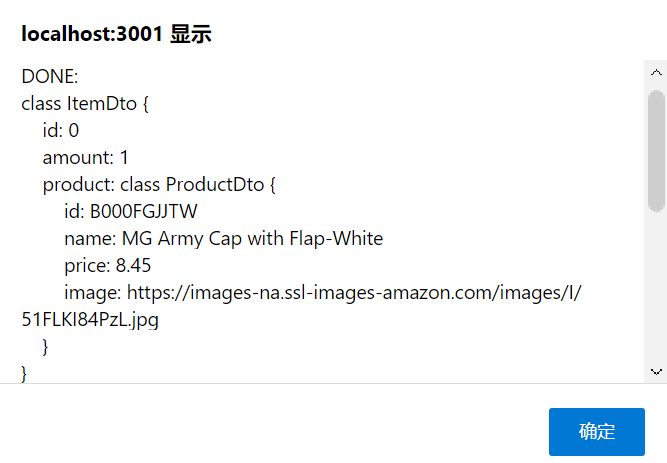 localhost:3001 显示
DONE:
class ItemDto {
id: 0
amount: 1
product: class ProductDto {
id: B000FGJJTW
name: MG Army Cap with Flap-White
price: 8.45
image: https://images-na.ssl-images-amazon.com/images/I/
51FLKI84PzL.jpg
}
}
确定